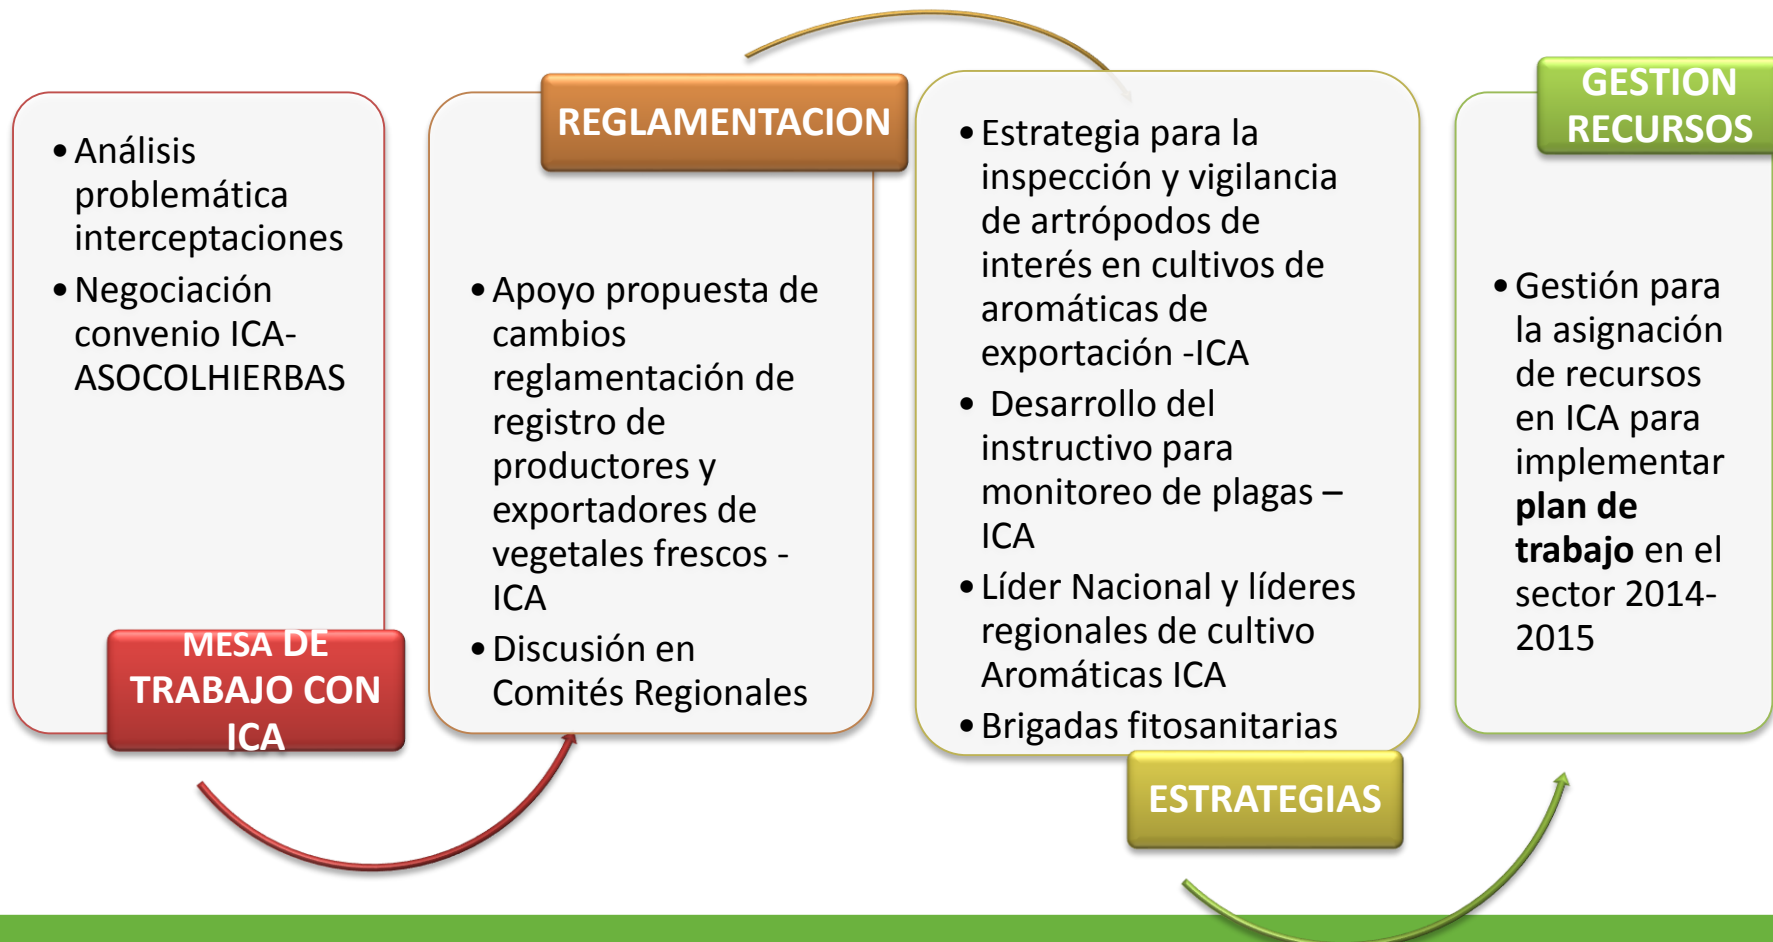 • Análisis
problemática
interceptaciones
• Negociación
convenio ICA-
ASOCOLHIERBAS
MESA DE
TRABAJO CON
ICA
REGLAMENTACION
• Apoyo propuesta de
cambios
reglamentación de
registro de
productores y
exportadores de
vegetales frescos -
ICA
• Discusión en
Comités Regionales
• Estrategia para la
inspección y vigilancia
de artrópodos de
interés en cultivos de
aromáticas de
exportación -ICA
• Desarrollo del
instructivo para
monitoreo de plagas –
ICA
• Líder Nacional y líderes
regionales de cultivo
Aromáticas ICA
• Brigadas fitosanitarias
ESTRATEGIAS
GESTION
RECURSOS
• Gestión para
la asignación
de recursos
en ICA para
implementar
plan de
trabajo en el
sector 2014-
2015